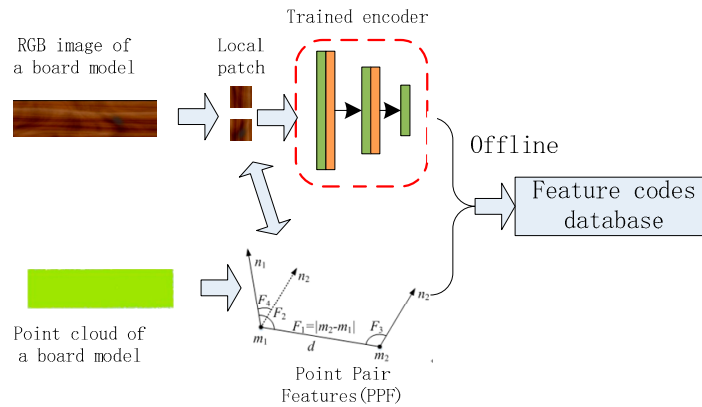 Trained encoder
RGB image of
a board model
Local
patch
Offline
Feature codes
database
n₁
n₂
n₂
F₄
F₂
F₁=|m₂-m₁|
F₃
m₁
d
m₂
Point cloud of
a board model
Point Pair
Features(PPF)